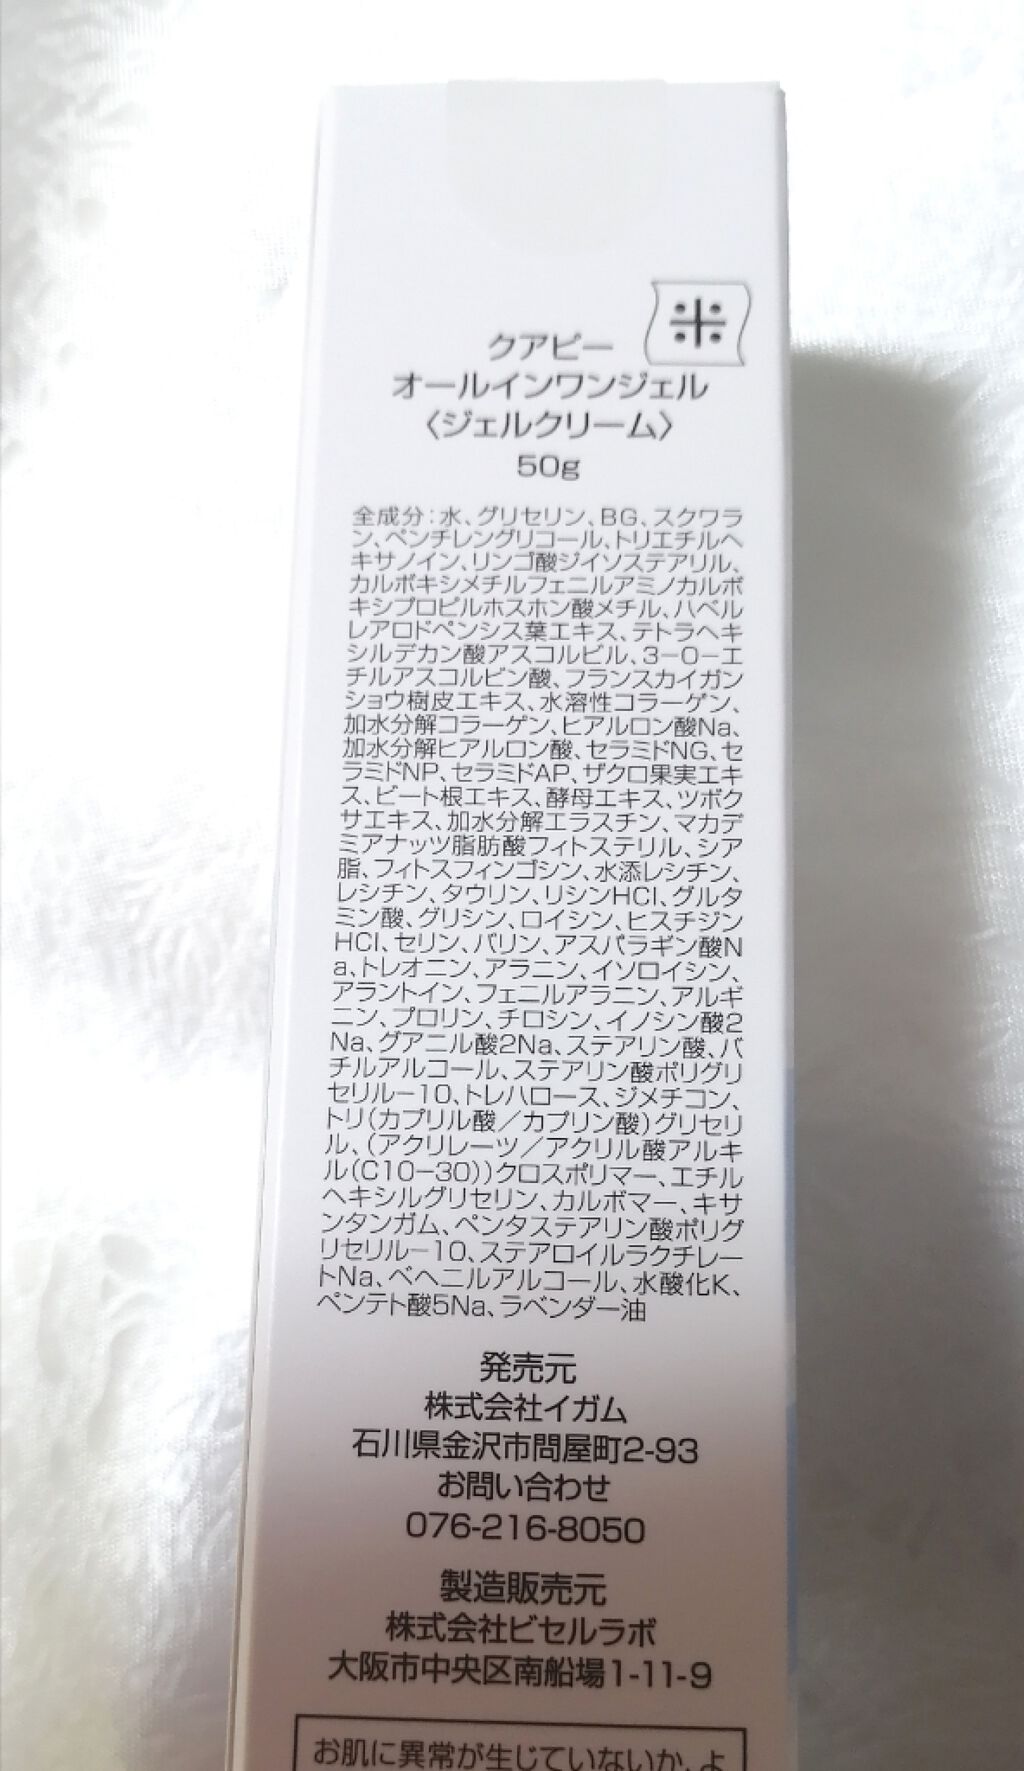 米
クアビー
オールインワンジェル
〈ジェルクリーム〉
50g
全成分:水、グリセリン、BG、スクワラ
ン、ペンチレングリコール、トリエチルヘ
キサノイン、リンゴ酸ジイソステアリル、
カルボキシメチルフェニルアミノカルボ
キシプロピルホスホン酸メチル、ハベル
レアロドペンシス葉エキス、テトラヘキ
シルデカン酸アスコルビル、3-O-エ
チルアスコルビン酸、フランスカイガン
ショウ樹皮エキス、水溶性コラーゲン、
加水分解コラーゲン、ヒアルロン酸Na、
加水分解ヒアルロン酸、セラミドNG、セ
ラミドNP、セラミドAP、ザクロ果実エキ
ス、ビート根エキス、酵母エキス、ツボク
サエキス、加水分解エラスチン、マカデ
ミアナッツ脂肪酸フィトステリル、シア
脂、フィトスフィンゴシン、水添レシチン、
レシチン、タウリン、リシンHCl、グルタ
ミン酸、グリシン、ロイシン、ヒスチジン
HCl、セリン、バリン、アスパラギン酸N
a、トレオニン、アラニン、イソロイシン、
アラントイン、フェニルアラニン、アルギ
ニン、プロリン、チロシン、イノシン酸2
Na、グアニル酸2Na、ステアリン酸、バ
チルアルコール、ステアリン酸ポリグリ
セリル-10、トレハロース、ジメチコン、
トリ(カプリル酸/カプリン酸)グリセリ
ル、(アクリレーツ/アクリル酸アルキ
ル(C10-30))クロスポリマー、エチル
ヘキシルグリセリン、カルボマー、キサ
ンタンガム、ペンタステアリン酸ポリグ
リセリル-10、ステアロイルラクチレー
トNa、ベヘニルアルコール、水酸化K、
ペンテト酸5Na、ラベンダー油
発売元
株式会社イガム
石川県金沢市問屋町2-93
お問い合わせ
076-216-8050
製造販売元
株式会社ビセルラボ
大阪市中央区南船場1-11-9
お肌に異常が生じていないか、よ